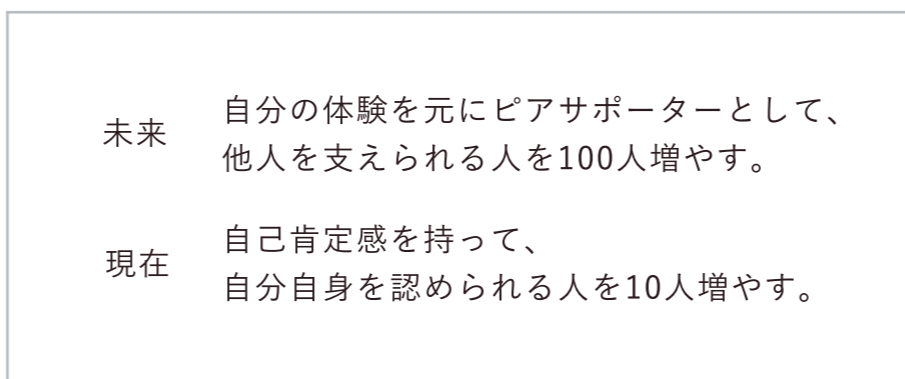 未来
自分の体験を元にピアサポーターとして、
他人を支えられる人を100人増やす。
現在
自己肯定感を持って、
自分自身を認められる人を10人増やす。